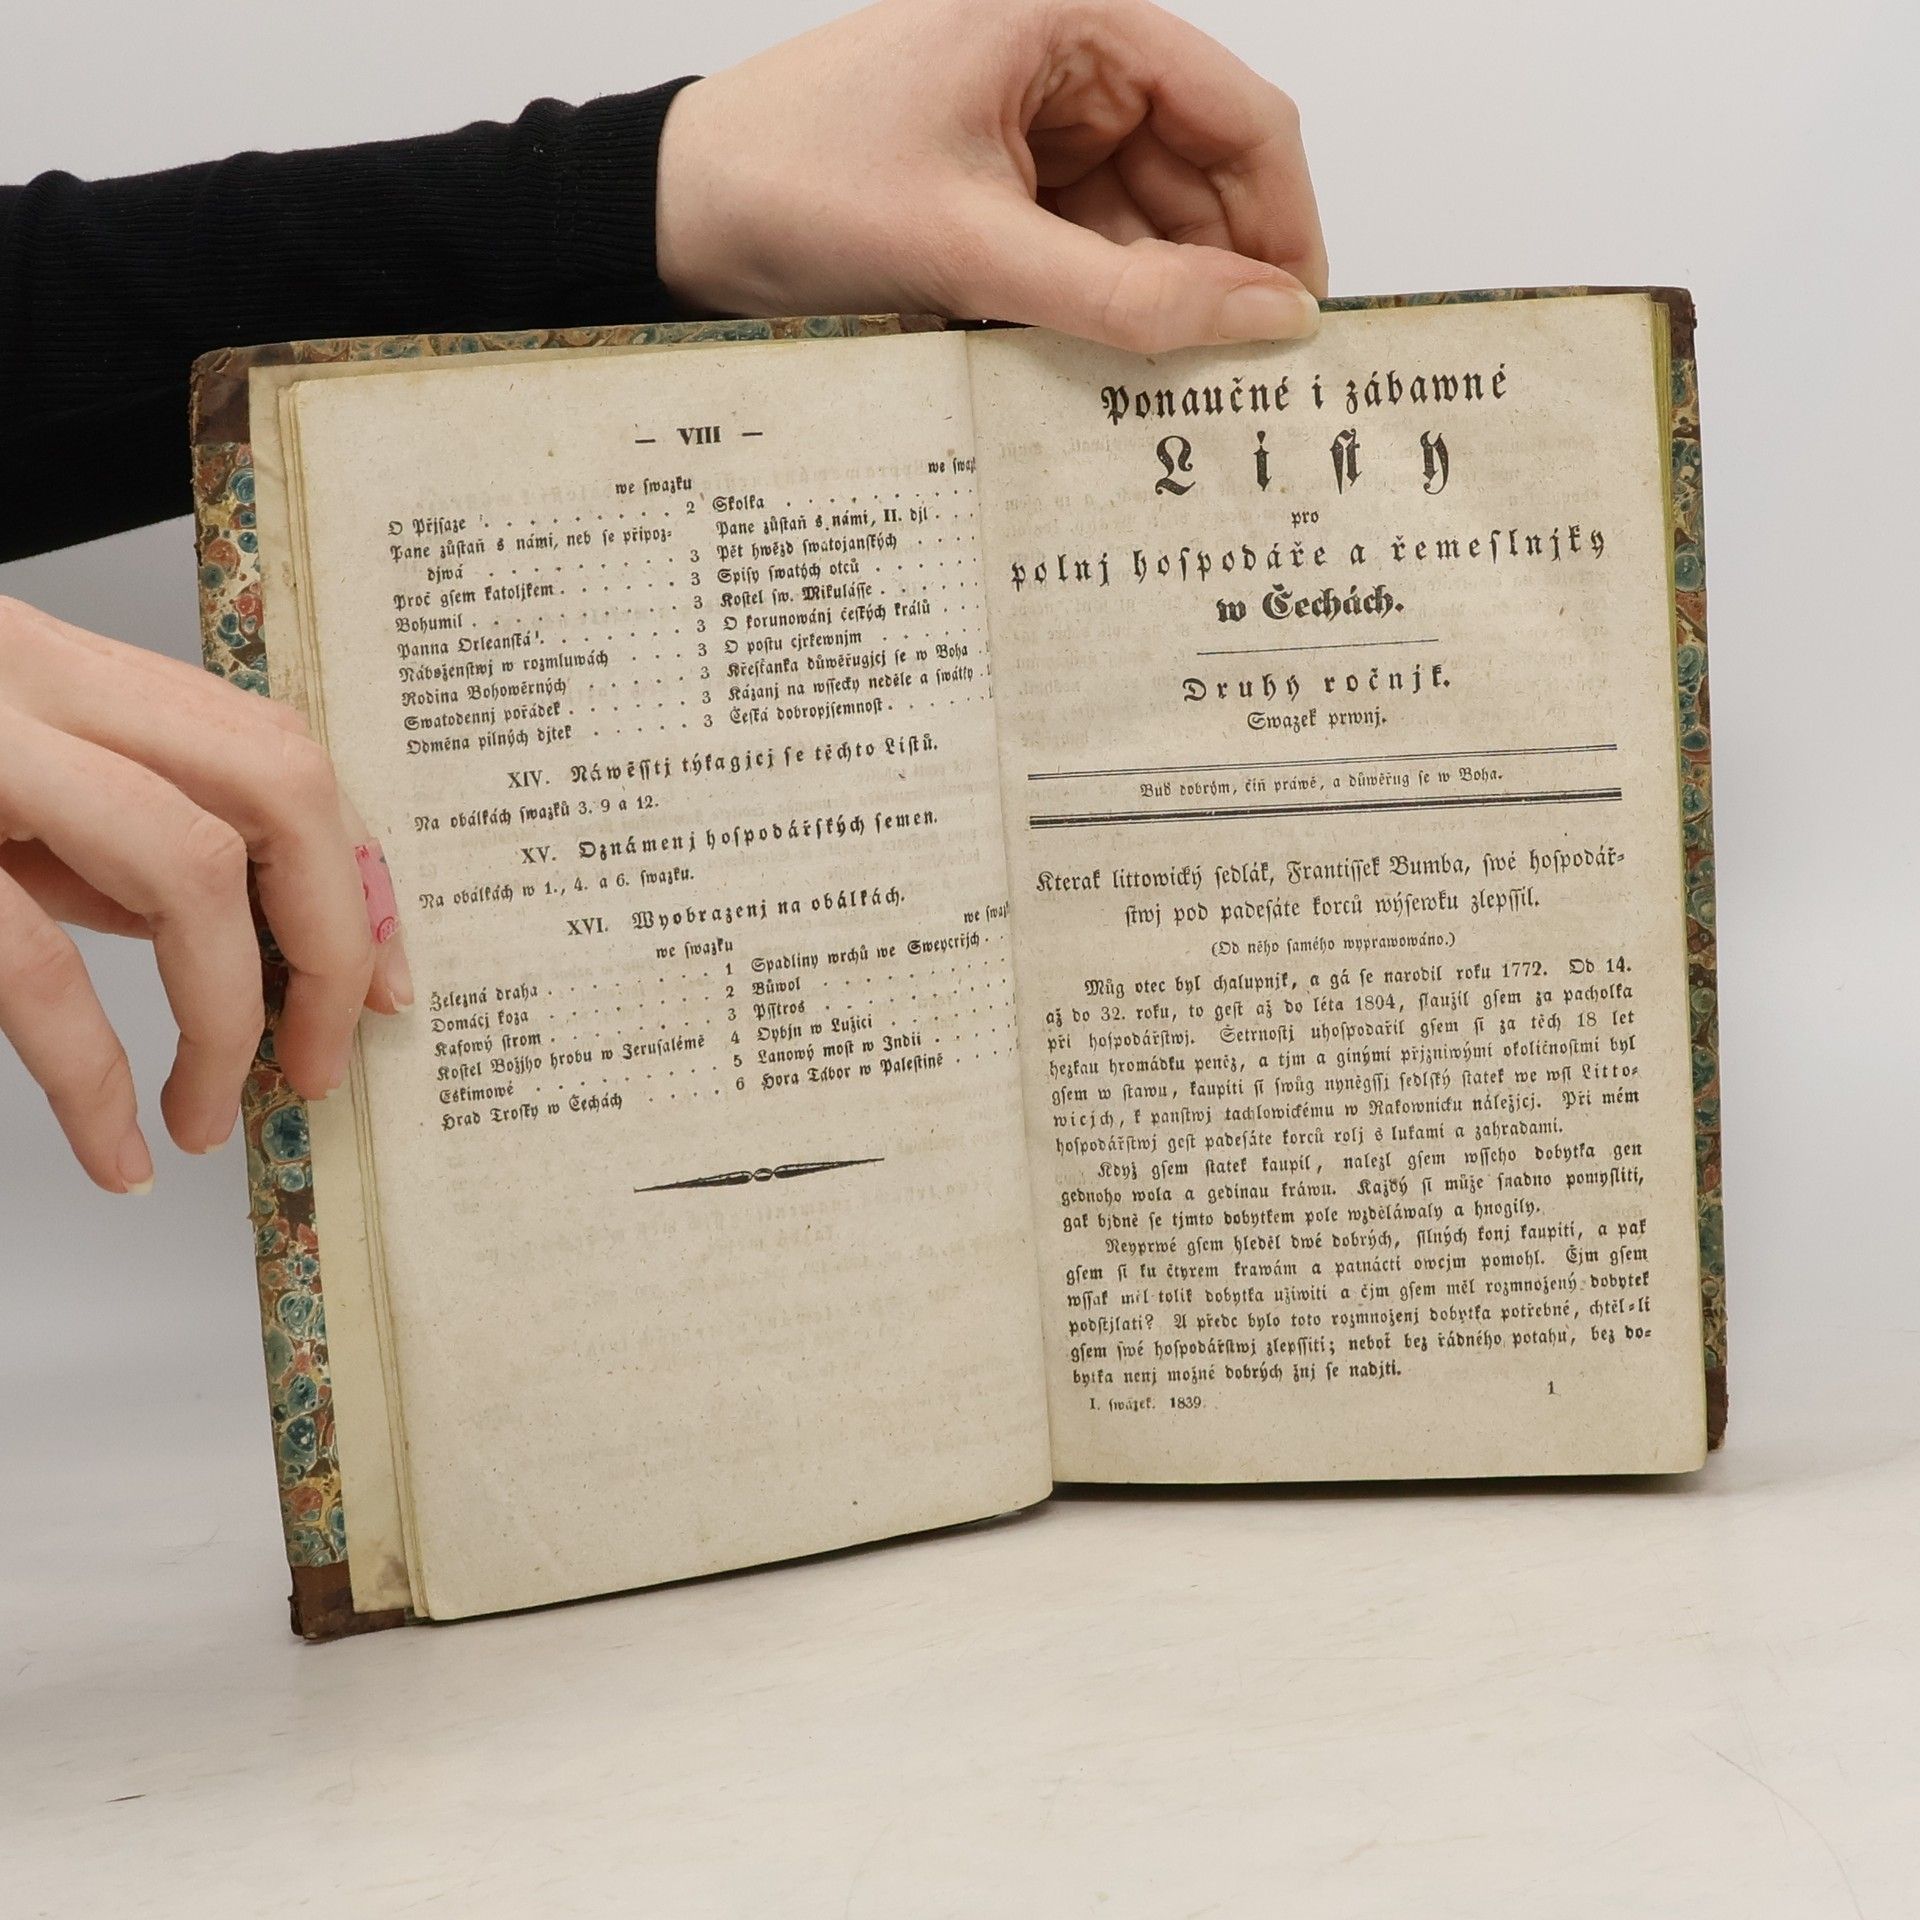 — VIII —
we ſwazku
O Přjſaze . . . . . . . . . 2
Pane zůſtaň s námi, neb ſe připoz-
djwá . . . . . . . . . 3
Proč gſem katoljkem . . . . . . 3
Bohumil . . . . . . . . . 3
Panna Orleanſká . . . . . . 3
Nábożenſtwj w rozmluwách . . . 3
Rodina Bohowěrných . . . . . 3
Swatodennj pořádek . . . . . . 3
Odměna pilných djtek . . . . . 3
we ſwaz
Skolka . . . . . . . . . .
Pane zůſtaň s námi, II. djl . . .
Pět hwězd ſwatojanſkých . . . .
Spiſy ſwatých otců . . . . . .
Koſtel ſw. Mikuláſſe . . . . .
O korunowánj českých králů . . .
O poſtu cjrkewnjm . . . . . .
Křeſťanka důwěřugjcj ſe w Boha .
Kázanj na wſſecky neděle a ſwátky .
Česká dobropjſemnoſt . . . . .
XIV. Náwěſſtj týkagjcj ſe těchto Liſtů.
Na obálkách ſwazků 3. 9 a 12.
XV. Oznámenj hoſpodářſkých ſemen.
Na obálkách w 1., 4. a 6. ſwazku.
XVI. Wyobrazenj na obálkách.
we ſwazku
Železná draha . . . . . . . 1
Domácj koza . . . . . . . 2
Kafowý ſtrom . . . . . . . 3
Koſtel Božjho hrobu w Jeruſalémě 4
Eskimowé . . . . . . . . 5
Hrad Troſky w Čechách . . . . 6
we ſwaz
Spadliny wrchů we Sweycřjch . .
Bůwol . . . . . . . . .
Pſſtros . . . . . . . . .
Oybjn w Lužici . . . . . .
Lanowý moſt w Indii . . . . .
Hora Tábor w Paleſtině . . . .
Ponaučné i zábawné
Liſty
pro
polnj hoſpodáře a řemeſlnjky
w Čechách.
Druhý ročnjk.
Swazek prwnj.
Buď dobrým, čiň práwě, a důwěřug ſe w Boha.
Kterak littowický ſedlák, Frantiſſek Bumba, ſwé hoſpodář-
ſtwj pod padeſáte korců wýſewku zlepſſil.
(Od něho ſamého wyprawowáno.)
Můg otec byl chalupnjk, a gá ſe narodil roku 1772. Od 14.
až do 32. roku, to geſt až do léta 1804, ſlaužil gſem za pacholka
při hoſpodářſtwj. Šetrnoſtj uhoſpodařil gſem ſi za těch 18 let
hezkau hromádku peněz, a tjm a ginými přjzniwými okoličnoſtmi byl
gſem w ſtawu, kaupiti ſi ſwůg nyněgſſj ſedlſký ſtatek we wſi Litto-
wicjch, k panſtwj tachlowickému w Rakownicku náležjcj. Při mém
hoſpodářſtwj geſt padeſáte korců rolj s lukami a zahradami.
Když gſem ſtatek kaupil, nalezl gſem wſſeho dobytka gen
gednoho wola a gedinau kráwu. Každý ſi může ſnadno pomyſliti,
gak bjdně ſe tjmto dobytkem pole wzděláwaly a hnogily.
Neyprwé gſem hleděl dwé dobrých, ſilných konj kaupiti, a pak
gſem ſi ku čtyrem krawám a patnácti owcjm pomohl. Čjm gſem
wſſak měl tolik dobytka užiwiti a čjm gſem měl rozmnožený dobytek
podſtjlati? A předc bylo toto rozmnoženj dobytka potřebné, chtěl-li
gſem ſwé hoſpodářſtwj zlepſſiti; neboť bez řádného potahu, bez do-
bytka nenj možné dobrých žnj ſe nadjti.
I. ſwazek. 1839.
1